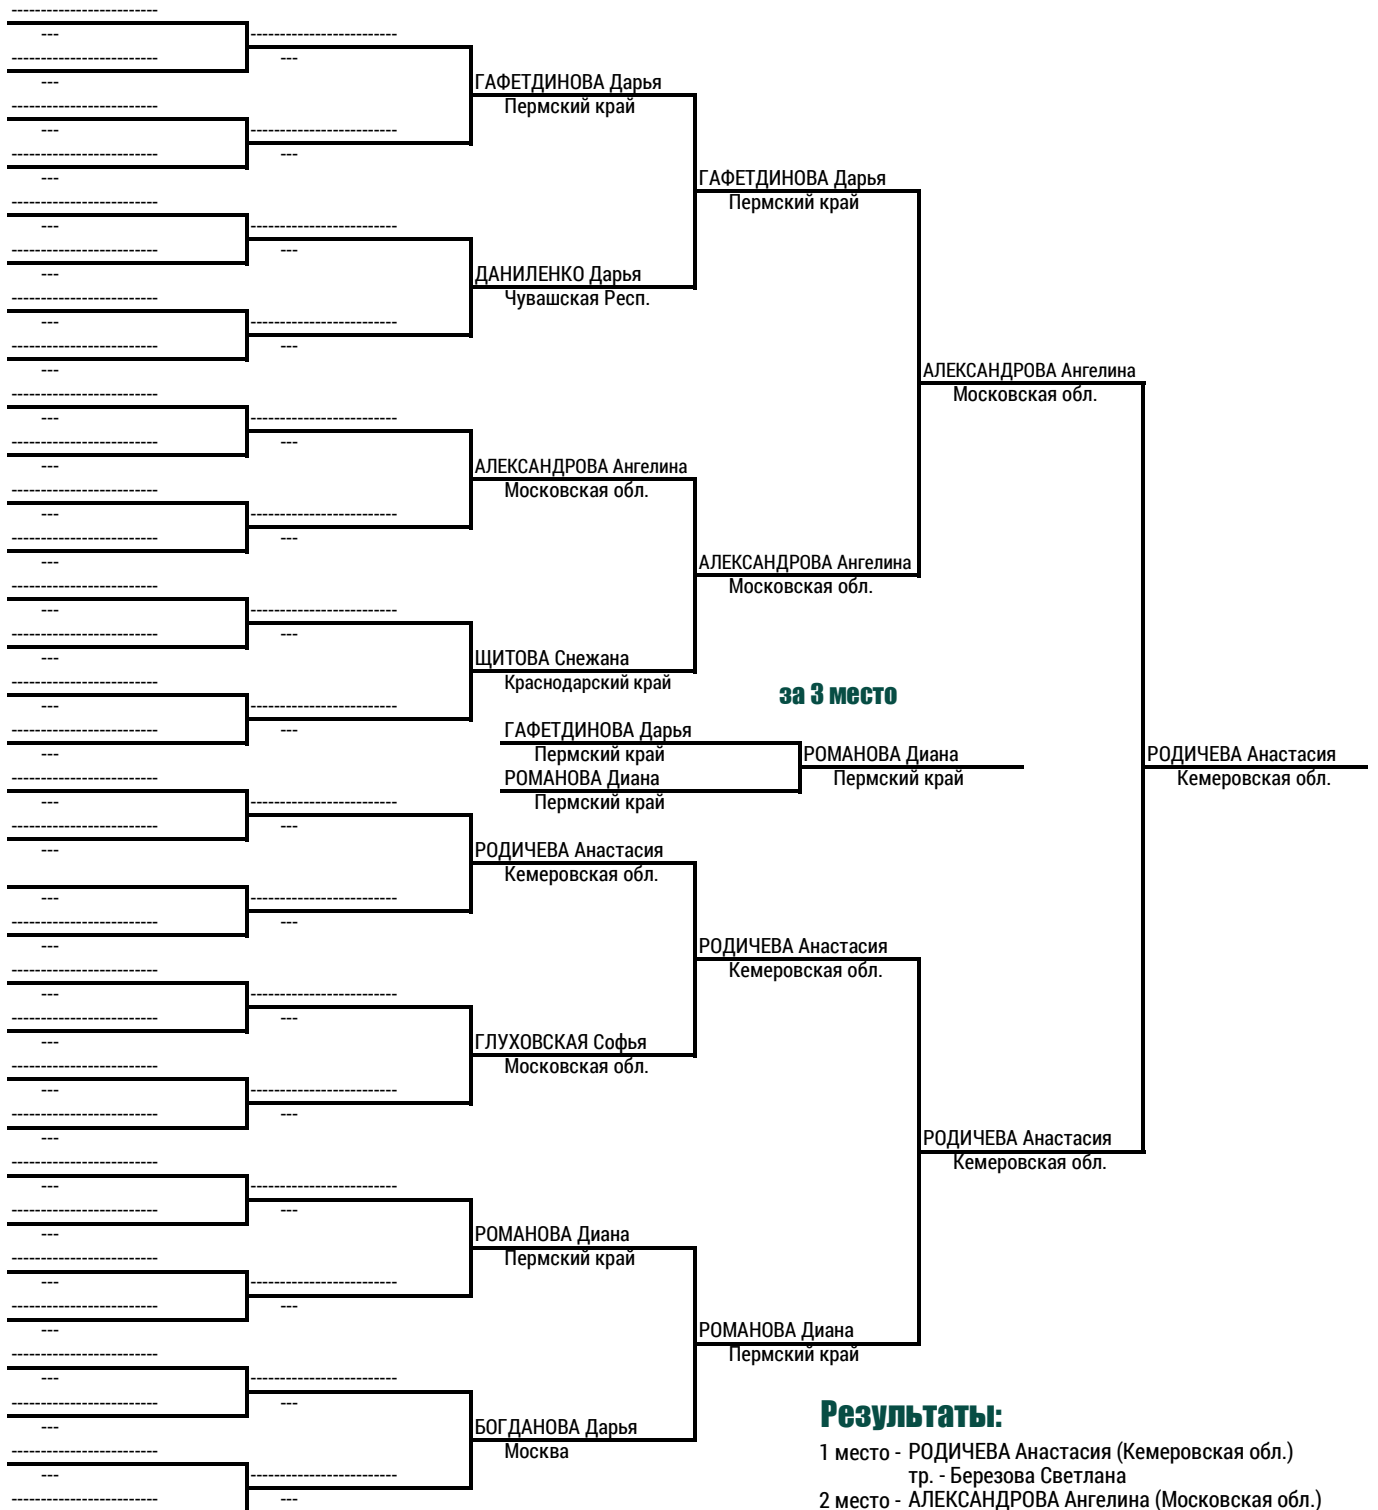 ГАФЕТДИНОВА Дарья
Пермский край
ГАФЕТДИНОВА Дарья
Пермский край
ДАНИЛЕНКО Дарья
Чувашская Респ.
АЛЕКСАНДРОВА Ангелина
Московская обл.
АЛЕКСАНДРОВА Ангелина
Московская обл.
АЛЕКСАНДРОВА Ангелина
Московская обл.
ЩИТОВА Снежана
Краснодарский край
за 3 место
ГАФЕТДИНОВА Дарья
Пермский край
РОМАНОВА Диана
Пермский край
РОМАНОВА Диана
Пермский край
РОДИЧЕВА Анастасия
Кемеровская обл.
РОДИЧЕВА Анастасия
Кемеровская обл.
РОДИЧЕВА Анастасия
Кемеровская обл.
ГЛУХОВСКАЯ Софья
Московская обл.
РОДИЧЕВА Анастасия
Кемеровская обл.
РОМАНОВА Диана
Пермский край
РОМАНОВА Диана
Пермский край
БОГДАНОВА Дарья
Москва
Результаты:
1 место - РОДИЧЕВА Анастасия (Кемеровская обл.)
тр. - Березова Светлана
2 место - АЛЕКСАНДРОВА Ангелина (Московская обл.)